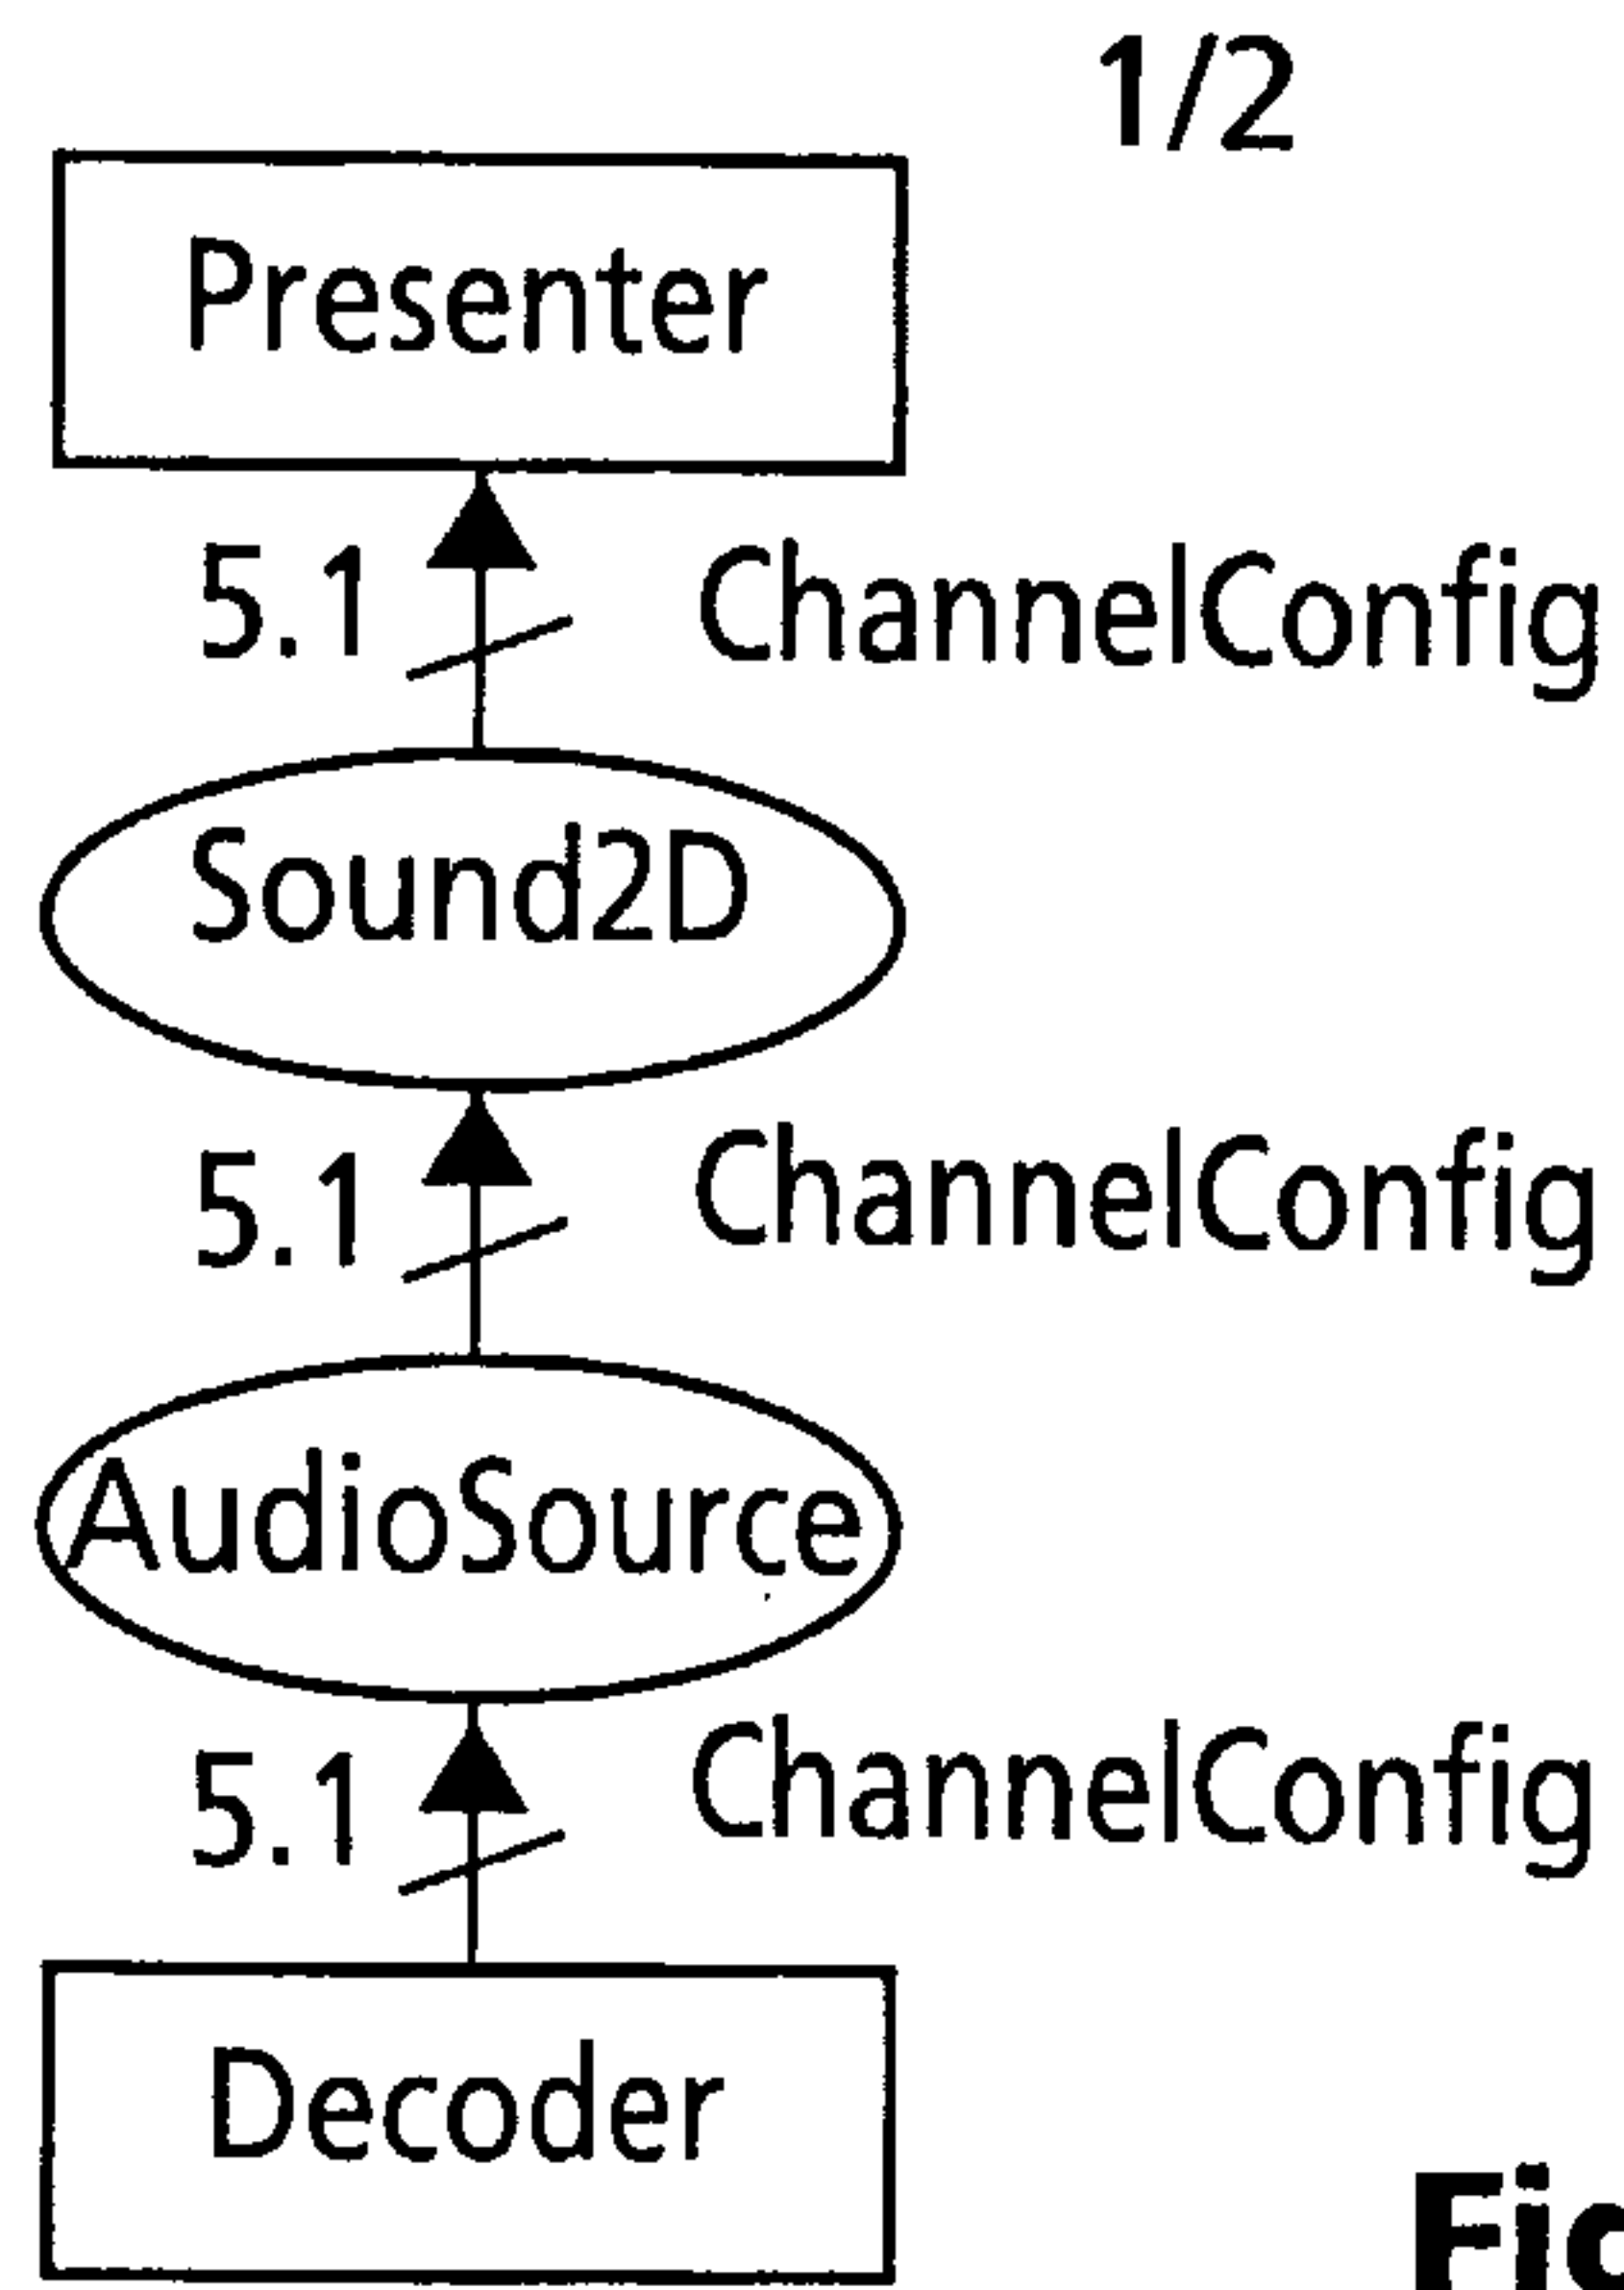 1/2
Presenter
5.1 ChannelConfig
Sound2D
5.1 ChannelConfig
AudioSource
5.1 ChannelConfig
Decoder